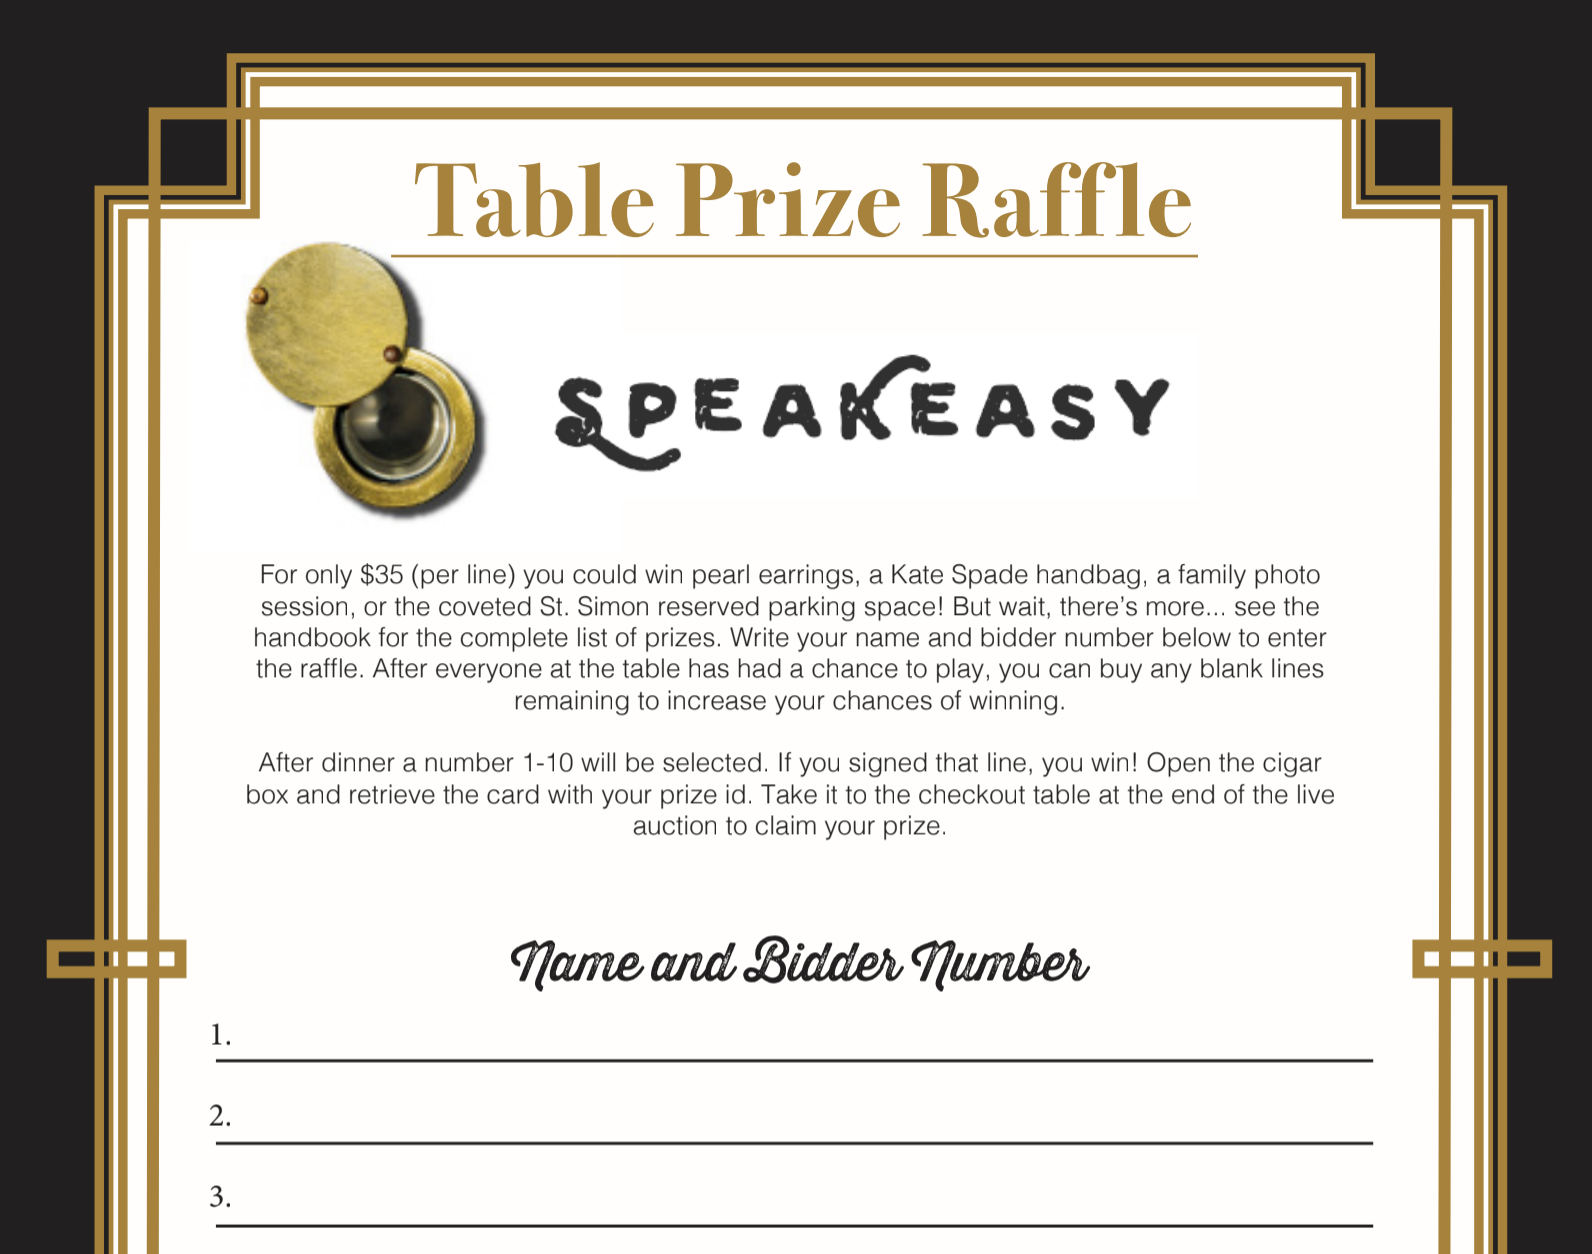 Table Prize Raffle
SPEAKEASY
For only $35 (per line) you could win pearl earrings, a Kate Spade handbag, a family photo
session, or the coveted St. Simon reserved parking space! But wait, there’s more... see the
handbook for the complete list of prizes. Write your name and bidder number below to enter
the raffle. After everyone at the table has had a chance to play, you can buy any blank lines
remaining to increase your chances of winning.
After dinner a number 1-10 will be selected. If you signed that line, you win! Open the cigar
box and retrieve the card with your prize id. Take it to the checkout table at the end of the live
auction to claim your prize.
Name and Bidder Number
1.
2.
3.